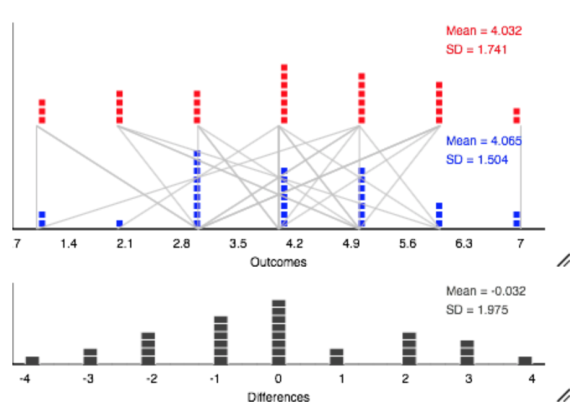 Mean = 4.032
SD = 1.741
Mean = 4.065
SD = 1.504
7 1.4 2.1 2.8 3.5 4.2 4.9 5.6 6.3 7
Outcomes
Mean = -0.032
SD = 1.975
-4 -3 -2 -1 0 1 2 3 4
Differences